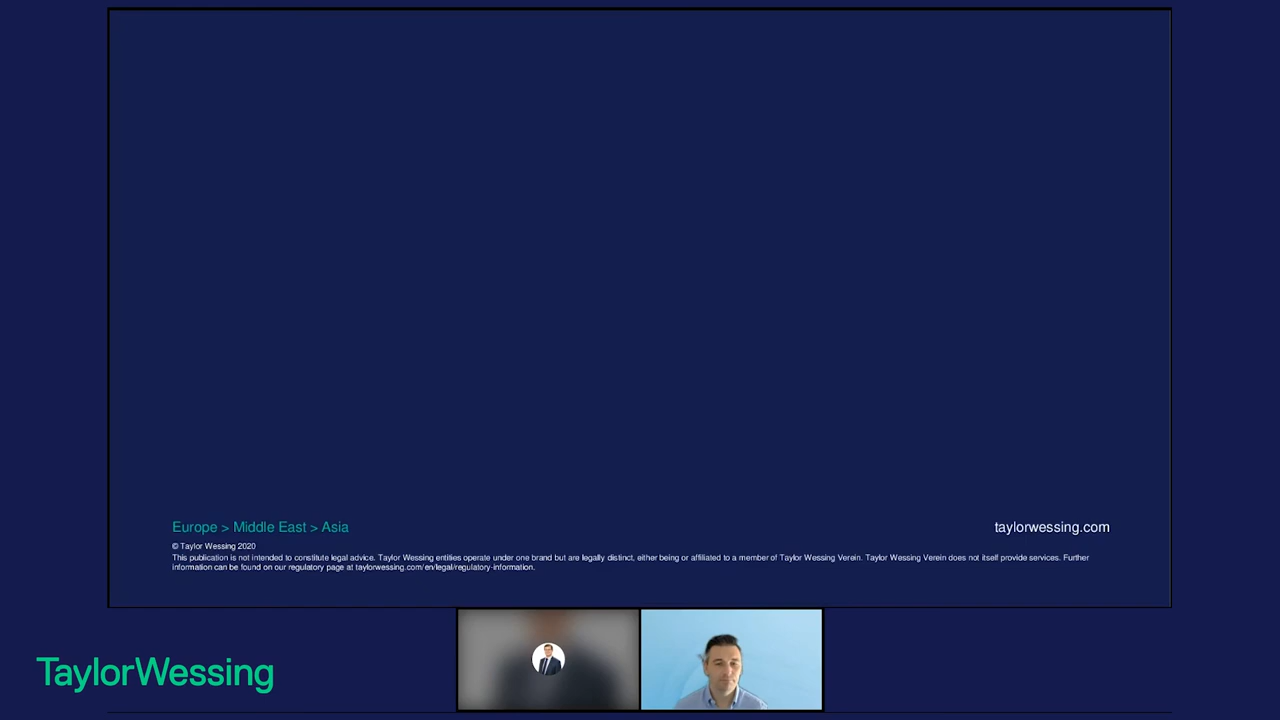 Europe > Middle East > Asia
taylorwessing.com
© Taylor Wessing 2020
This publication is not intended to constitute legal advice. Taylor Wessing entities operate under one brand but are legally distinct, either being or affiliated to a member of Taylor Wessing Verein. Taylor Wessing Verein does not itself provide services. Further
information can be found on our regulatory page at taylorwessing.com/en/legal/regulatory-information.
TaylorWessing